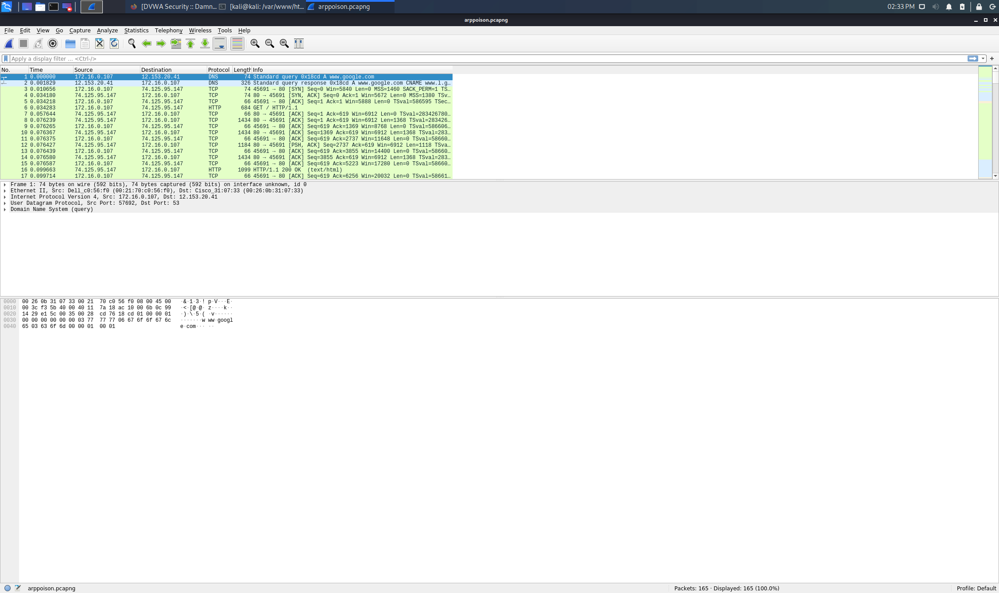 [DVWA Security :: Damn... [kali@kali: /var/www/ht... arppoison.pcapng 02:33 PM
arppoison.pcapng
File Edit View Go Capture Analyze Statistics Telephony Wireless Tools Help
Apply a display filter ... <Ctrl-/>
No. Time Source Destination Protocol Length Info
1 0.000000 172.16.0.107 12.153.20.41 DNS 74 Standard query 0x18cd A www.google.com
2 0.001829 12.153.20.41 172.16.0.107 DNS 326 Standard query response 0x18cd A www.google.com CNAME www.l.g…
3 0.010656 172.16.0.107 74.125.95.147 TCP 74 45691 → 80 [SYN] Seq=0 Win=5840 Len=0 MSS=1460 SACK_PERM=1 TS…
4 0.034180 74.125.95.147 172.16.0.107 TCP 74 80 → 45691 [SYN, ACK] Seq=0 Ack=1 Win=5672 Len=0 MSS=1380 TSv…
5 0.034218 172.16.0.107 74.125.95.147 TCP 66 45691 → 80 [ACK] Seq=1 Ack=1 Win=5888 Len=0 TSval=586595 TSec…
6 0.034283 172.16.0.107 74.125.95.147 HTTP 684 GET / HTTP/1.1
7 0.057644 74.125.95.147 172.16.0.107 TCP 66 80 → 45691 [ACK] Seq=1 Ack=619 Win=6912 Len=0 TSval=283426780…
8 0.076239 74.125.95.147 172.16.0.107 TCP 1434 80 → 45691 [ACK] Seq=1 Ack=619 Win=6912 Len=1368 TSval=283426…
9 0.076265 172.16.0.107 74.125.95.147 TCP 66 45691 → 80 [ACK] Seq=619 Ack=1369 Win=8768 Len=0 TSval=586606…
10 0.076367 74.125.95.147 172.16.0.107 TCP 1434 80 → 45691 [ACK] Seq=1369 Ack=619 Win=6912 Len=1368 TSval=283…
11 0.076375 172.16.0.107 74.125.95.147 TCP 66 45691 → 80 [ACK] Seq=619 Ack=2737 Win=11648 Len=0 TSval=58660…
12 0.076427 74.125.95.147 172.16.0.107 TCP 1184 80 → 45691 [PSH, ACK] Seq=2737 Ack=619 Win=6912 Len=1118 TSva…
13 0.076439 172.16.0.107 74.125.95.147 TCP 66 45691 → 80 [ACK] Seq=619 Ack=3855 Win=14400 Len=0 TSval=58660…
14 0.076580 74.125.95.147 172.16.0.107 TCP 1434 80 → 45691 [ACK] Seq=3855 Ack=619 Win=6912 Len=1368 TSval=283…
15 0.076587 172.16.0.107 74.125.95.147 TCP 66 45691 → 80 [ACK] Seq=619 Ack=5223 Win=17280 Len=0 TSval=58660…
16 0.099663 74.125.95.147 172.16.0.107 HTTP 1099 HTTP/1.1 200 OK (text/html)
17 0.099714 172.16.0.107 74.125.95.147 TCP 66 45691 → 80 [ACK] Seq=619 Ack=6256 Win=20032 Len=0 TSval=58661…
Frame 1: 74 bytes on wire (592 bits), 74 bytes captured (592 bits) on interface unknown, id 0
Ethernet II, Src: Dell_c0:56:f0 (00:21:70:c0:56:f0), Dst: Cisco_31:07:33 (00:26:0b:31:07:33)
Internet Protocol Version 4, Src: 172.16.0.107, Dst: 12.153.20.41
User Datagram Protocol, Src Port: 57692, Dst Port: 53
Domain Name System (query)
0000 00 26 0b 31 07 33 00 21 70 c0 56 f0 08 00 45 00 ·&·1·3·! p·V···E·
0010 00 3c f3 5b 40 00 40 11 7a 18 ac 10 00 6b 0c 99 ·<·[@·@· z····k··
0020 14 29 e1 5c 00 35 00 28 cd 76 18 cd 01 00 00 01 ·)·\·5·( ·v······
0030 00 00 00 00 00 00 03 77 77 77 06 67 6f 6f 67 6c ·······w ww·googl
0040 65 03 63 6f 6d 00 00 01 00 01 e·com··· ··
arppoison.pcapng Packets: 165 · Displayed: 165 (100.0%) Profile: Default